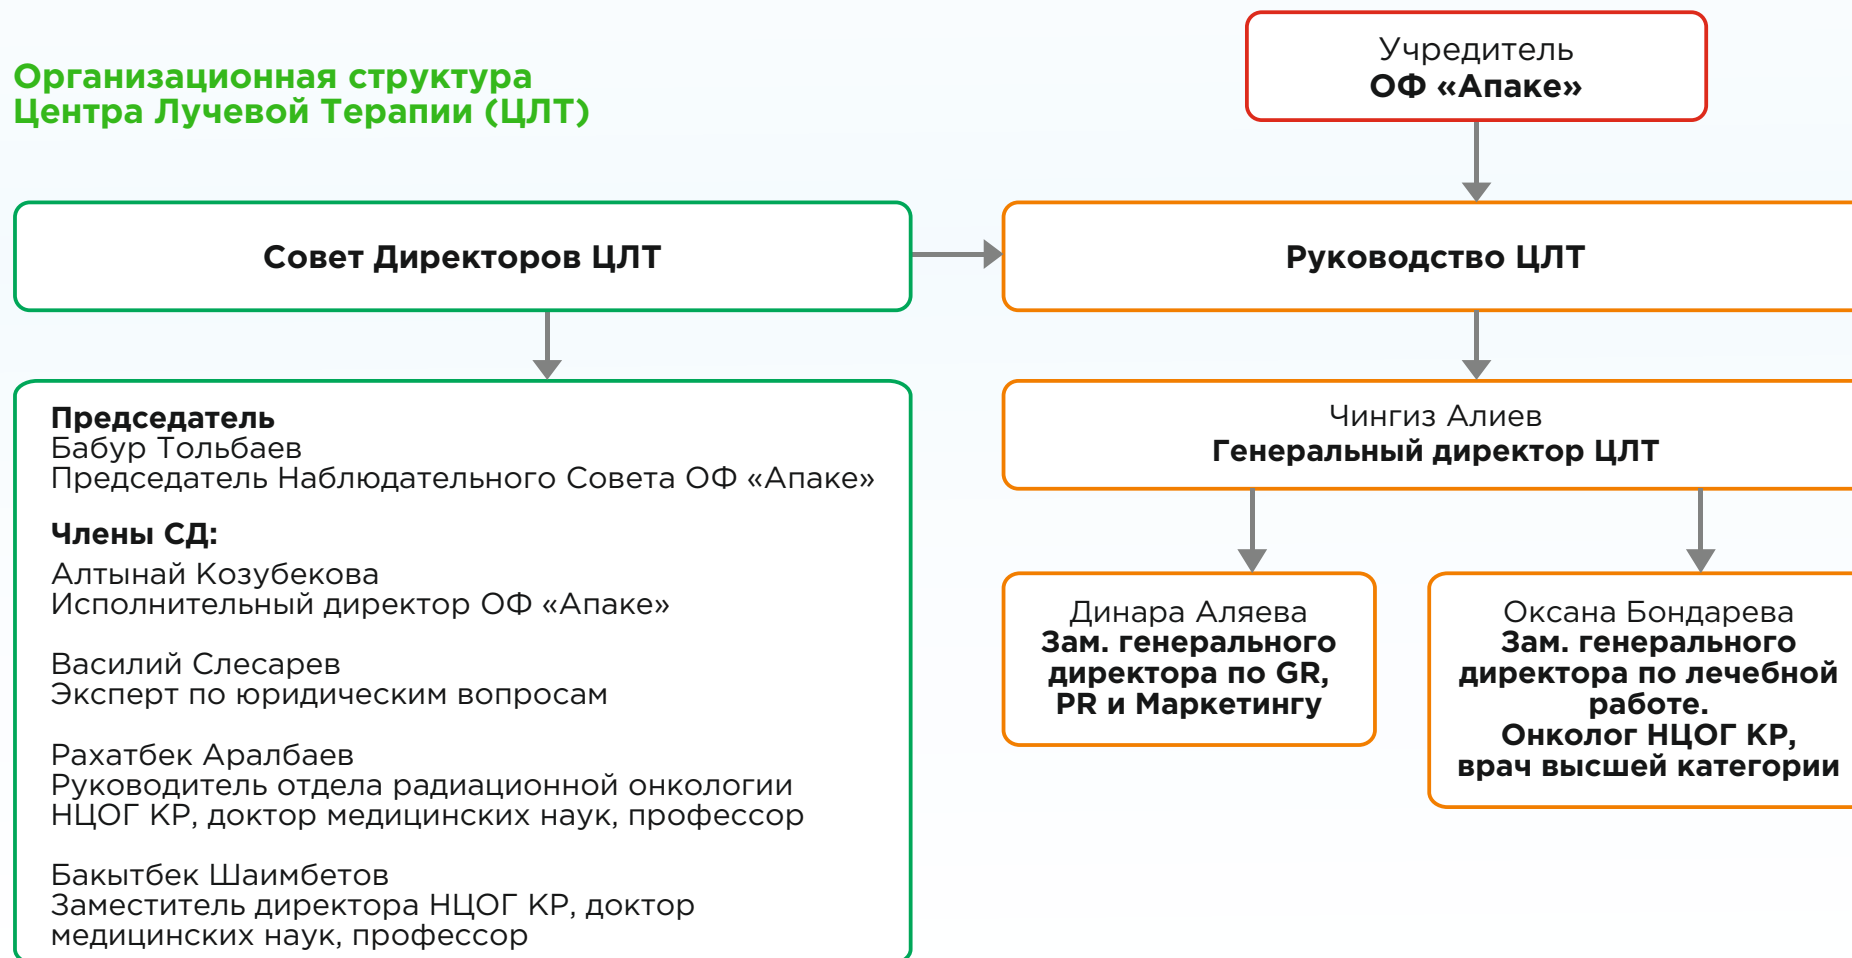 Организационная структура
Центра Лучевой Терапии (ЦЛТ)
Учредитель
ОФ «Апаке»
Совет Директоров ЦЛТ
Руководство ЦЛТ
Председатель
Бабур Тольбаев
Председатель Наблюдательного Совета ОФ «Апаке»
Члены СД:
Алтынай Козубекова
Исполнительный директор ОФ «Апаке»
Василий Слесарев
Эксперт по юридическим вопросам
Рахатбек Аралбаев
Руководитель отдела радиационной онкологии
НЦОГ КР, доктор медицинских наук, профессор
Бакытбек Шаимбетов
Заместитель директора НЦОГ КР, доктор
медицинских наук, профессор
Чингиз Алиев
Генеральный директор ЦЛТ
Динара Аляева
Зам. генерального
директора по GR,
PR и Маркетингу
Оксана Бондарева
Зам. генерального
директора по лечебной
работе.
Онколог НЦОГ КР,
врач высшей категории